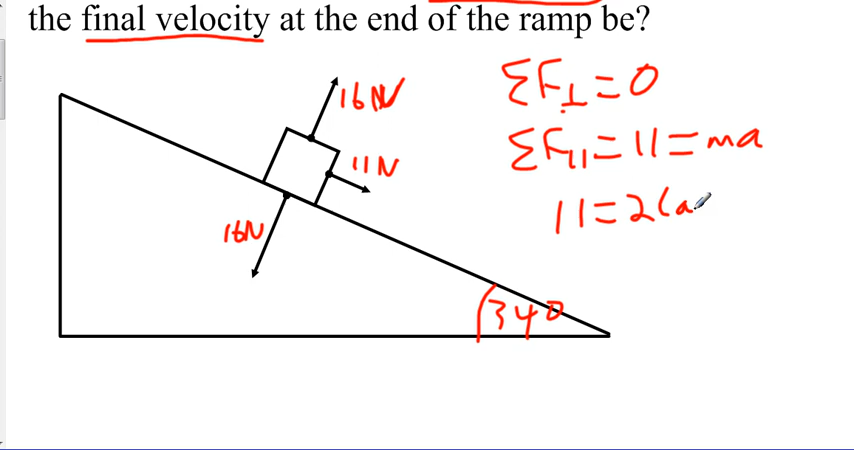 the final velocity at the end of the ramp be?
16N
ΣF⊥=0
11N
ΣF||=11=ma
16N
11=2(a
34°